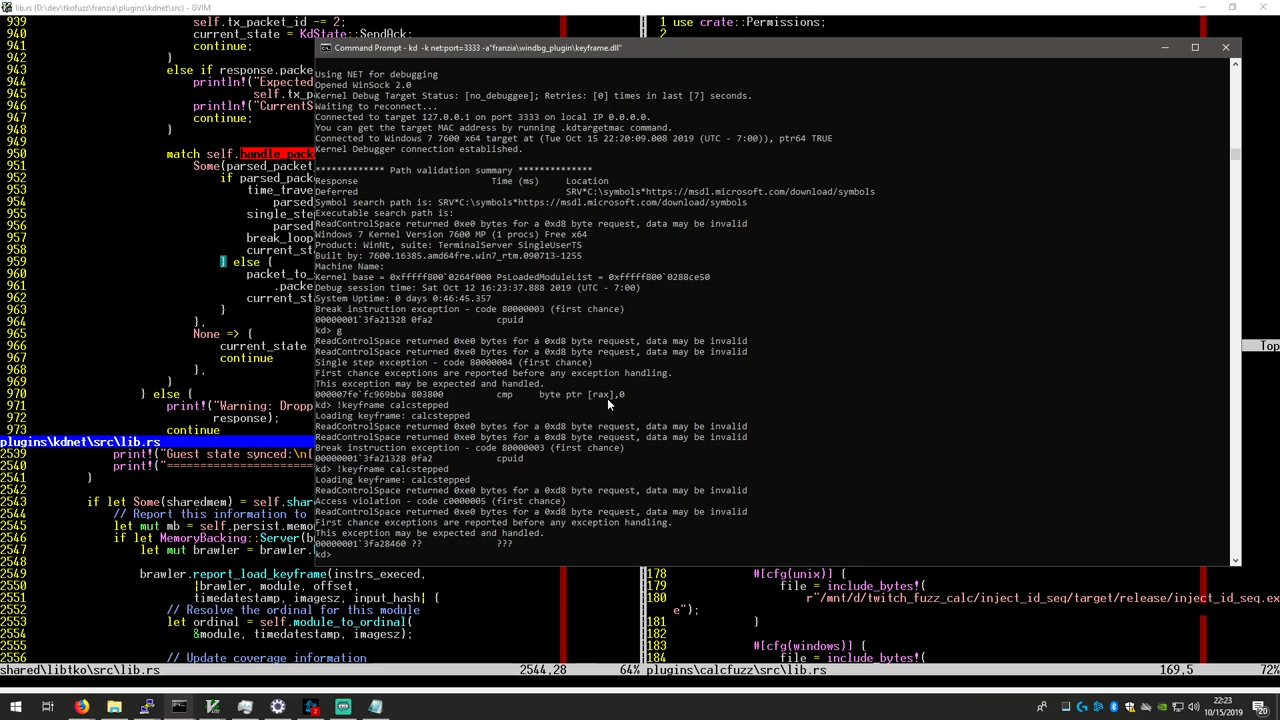 lib.rs (D:\dev\tkofuzz\franzia\plugins\kdnet\src) - GVIM
939 self.tx_packet_id -= 2;
940 current_state = KdState::SendAck;
941 continue;
942 }
943 else if response.packe
944 println!("Expected
945 self.tx_po
946 println!("CurrentS
947 continue;
948 }
949
950 match self.handle_pack
951 Some(parsed_packet
952 if parsed_pack
953 time_trave
954 parsed
955 single_ste
956 parsed
957 break_loop
958 current_st
959 } else {
960 packet_to_
961 .packe
962 current_st
963 }
964 },
965 None => {
966 current_state
967 continue
968 },
969 }
970 } else {
971 print!("Warning: Dropp
972 response);
973 continue
plugins\kdnet\src\lib.rs
2539 print!("Guest state synced:\n{
2540 print!("======================
2541 }
2542
2543 if let Some(sharedmem) = self.shar
2544 // Report this information to
2545 let mut mb = self.persist.memo
2546 if let MemoryBacking::Server(b
2547 let mut brawler = brawler.
2548
2549 brawler.report_load_keyframe(instrs_execed,
2550 |brawler, module, offset,
2551 timedatestamp, imagesz, input_hash| {
2552 // Resolve the ordinal for this module
2553 let ordinal = self.module_to_ordinal(
2554 &module, timedatestamp, imagesz);
2555
2556 // Update coverage information
shared\libtko\src\lib.rs 2544,28 64%
1 use crate::Permissions;
2
Top
Command Prompt - kd -k net:port=3333 -a"franzia\windbg_plugin\keyframe.dll"
Using NET for debugging
Opened WinSock 2.0
Kernel Debug Target Status: [no_debuggee]; Retries: [0] times in last [7] seconds.
Waiting to reconnect...
Connected to target 127.0.0.1 on port 3333 on local IP 0.0.0.0.
You can get the target MAC address by running .kdtargetmac command.
Connected to Windows 7 7600 x64 target at (Tue Oct 15 22:20:09.008 2019 (UTC - 7:00)), ptr64 TRUE
Kernel Debugger connection established.
************* Path validation summary **************
Response Time (ms) Location
Deferred SRV*C:\symbols*https://msdl.microsoft.com/download/symbols
Symbol search path is: SRV*C:\symbols*https://msdl.microsoft.com/download/symbols
Executable search path is:
ReadControlSpace returned 0xe0 bytes for a 0xd8 byte request, data may be invalid
Windows 7 Kernel Version 7600 MP (1 procs) Free x64
Product: WinNt, suite: TerminalServer SingleUserTS
Built by: 7600.16385.amd64fre.win7_rtm.090713-1255
Machine Name:
Kernel base = 0xfffff800`0264f000 PsLoadedModuleList = 0xfffff800`0288ce50
Debug session time: Sat Oct 12 16:23:37.888 2019 (UTC - 7:00)
System Uptime: 0 days 0:46:45.357
Break instruction exception - code 80000003 (first chance)
00000001`3fa21328 0fa2 cpuid
kd> g
ReadControlSpace returned 0xe0 bytes for a 0xd8 byte request, data may be invalid
ReadControlSpace returned 0xe0 bytes for a 0xd8 byte request, data may be invalid
Single step exception - code 80000004 (first chance)
First chance exceptions are reported before any exception handling.
This exception may be expected and handled.
000007fe`fc969bba 803800 cmp byte ptr [rax],0
kd> !keyframe calcstepped
Loading keyframe: calcstepped
ReadControlSpace returned 0xe0 bytes for a 0xd8 byte request, data may be invalid
ReadControlSpace returned 0xe0 bytes for a 0xd8 byte request, data may be invalid
Break instruction exception - code 80000003 (first chance)
00000001`3fa21328 0fa2 cpuid
kd> !keyframe calcstepped
Loading keyframe: calcstepped
ReadControlSpace returned 0xe0 bytes for a 0xd8 byte request, data may be invalid
Access violation - code c0000005 (first chance)
ReadControlSpace returned 0xe0 bytes for a 0xd8 byte request, data may be invalid
First chance exceptions are reported before any exception handling.
This exception may be expected and handled.
00000001`3fa28460 ?? ???
kd>
178 #[cfg(unix)] {
179 file = include_bytes!(
180 r"/mnt/d/twitch_fuzz_calc/inject_id_seq/target/release/inject_id_seq.ex
e");
181 }
182
183 #[cfg(windows)] {
184 file = include_bytes!(
plugins\calcfuzz\src\lib.rs 169,5 72%
22:23
10/15/2019
20